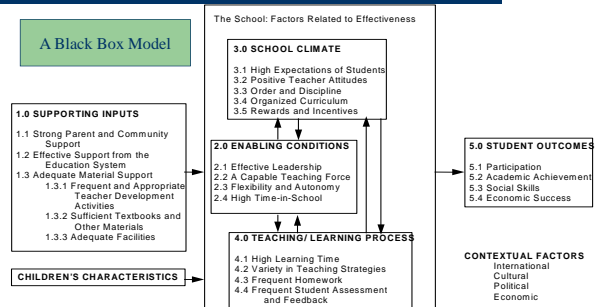 A Black Box Model
The School: Factors Related to Effectiveness
3.0 SCHOOL CLIMATE
3.1 High Expectations of Students
3.2 Positive Teacher Attitudes
3.3 Order and Discipline
3.4 Organized Curriculum
3.5 Rewards and Incentives
1.0 SUPPORTING INPUTS
1.1 Strong Parent and Community
Support
1.2 Effective Support from the
Education System
1.3 Adequate Material Support
1.3.1 Frequent and Appropriate
Teacher Development
Activities
1.3.2 Sufficient Textbooks and
Other Materials
1.3.3 Adequate Facilities
CHILDREN'S CHARACTERISTICS
2.0 ENABLING CONDITIONS
2.1 Effective Leadership
2.2 A Capable Teaching Force
2.3 Flexibility and Autonomy
2.4 High Time-in-School
4.0 TEACHING/ LEARNING PROCESS
4.1 High Learning Time
4.2 Variety in Teaching Strategies
4.3 Frequent Homework
4.4 Frequent Student Assessment
and Feedback
5.0 STUDENT OUTCOMES
5.1 Participation
5.2 Academic Achievement
5.3 Social Skills
5.4 Economic Success
CONTEXTUAL FACTORS
International
Cultural
Political
Economic